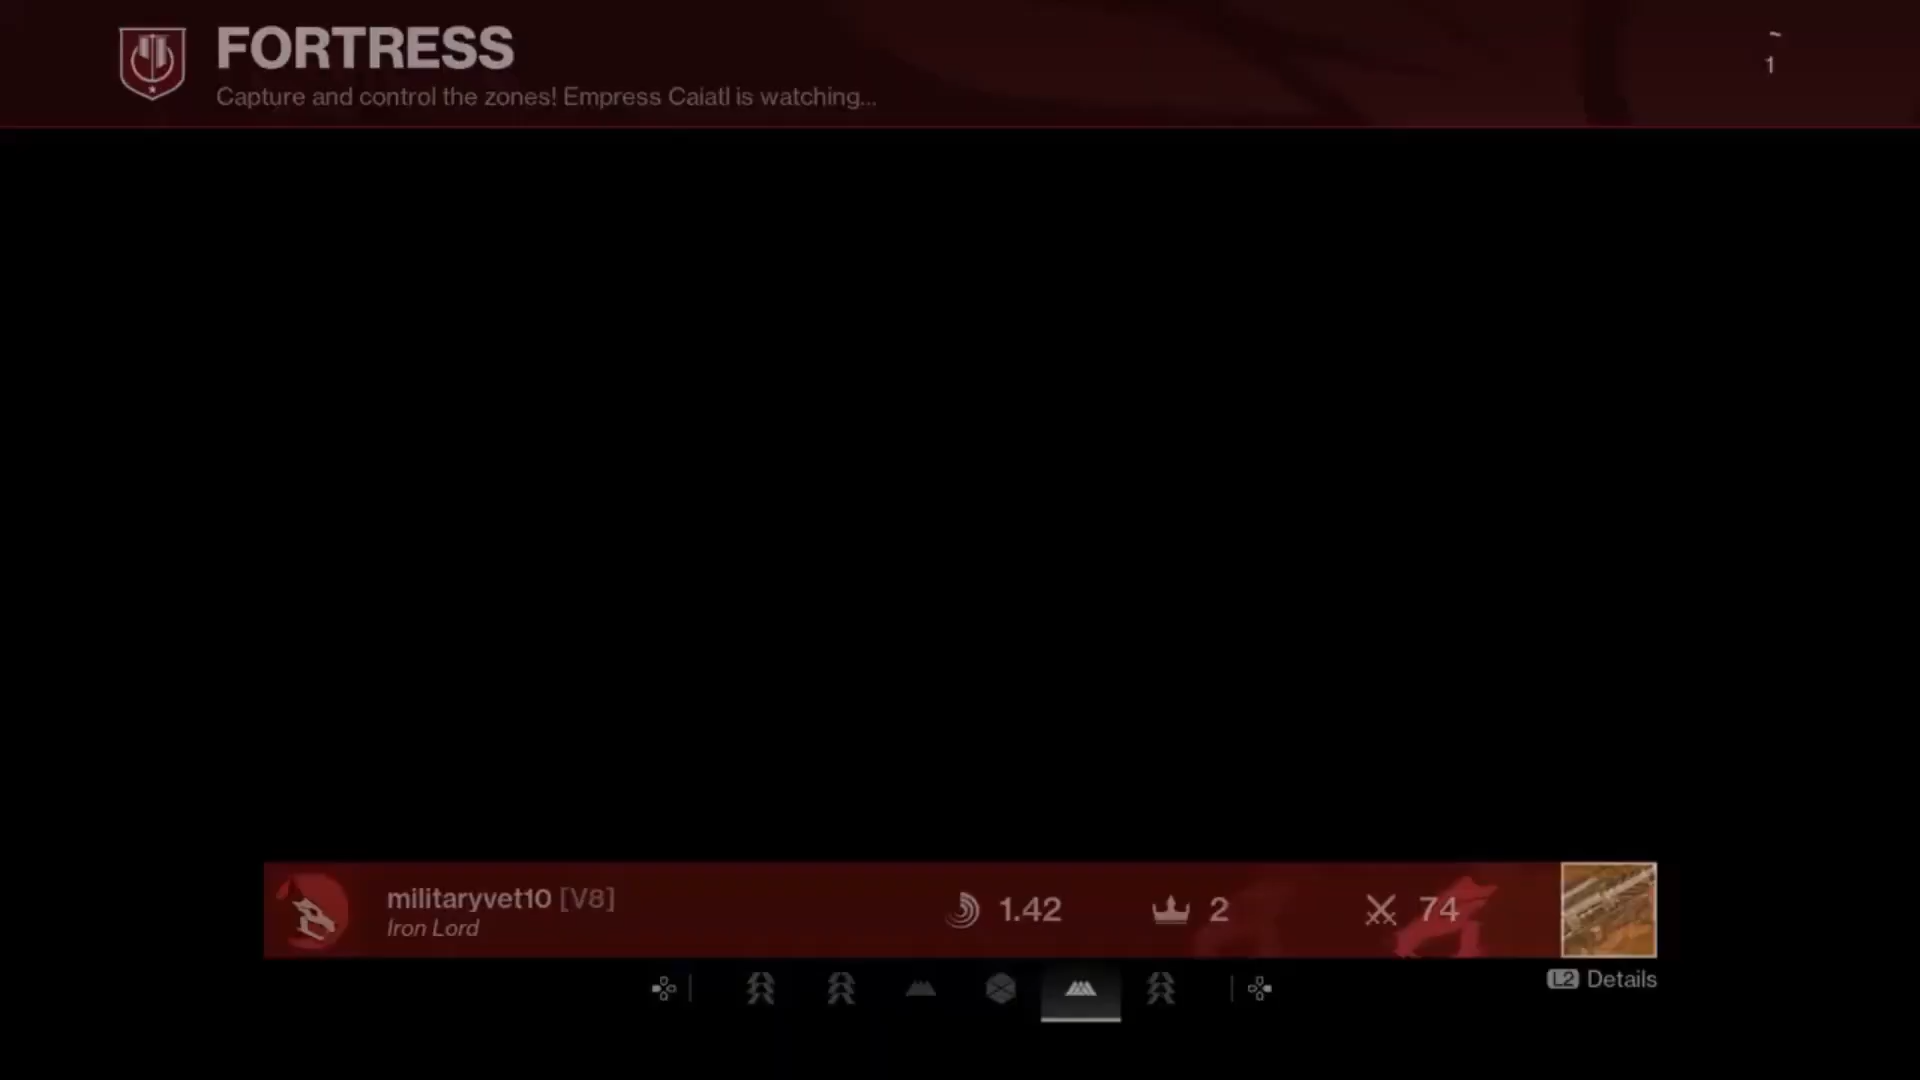 FORTRESS
Capture and control the zones! Empress Caiatl is watching...
1
militaryvet10 [V8]
Iron Lord
1.42
2
74
L2 Details